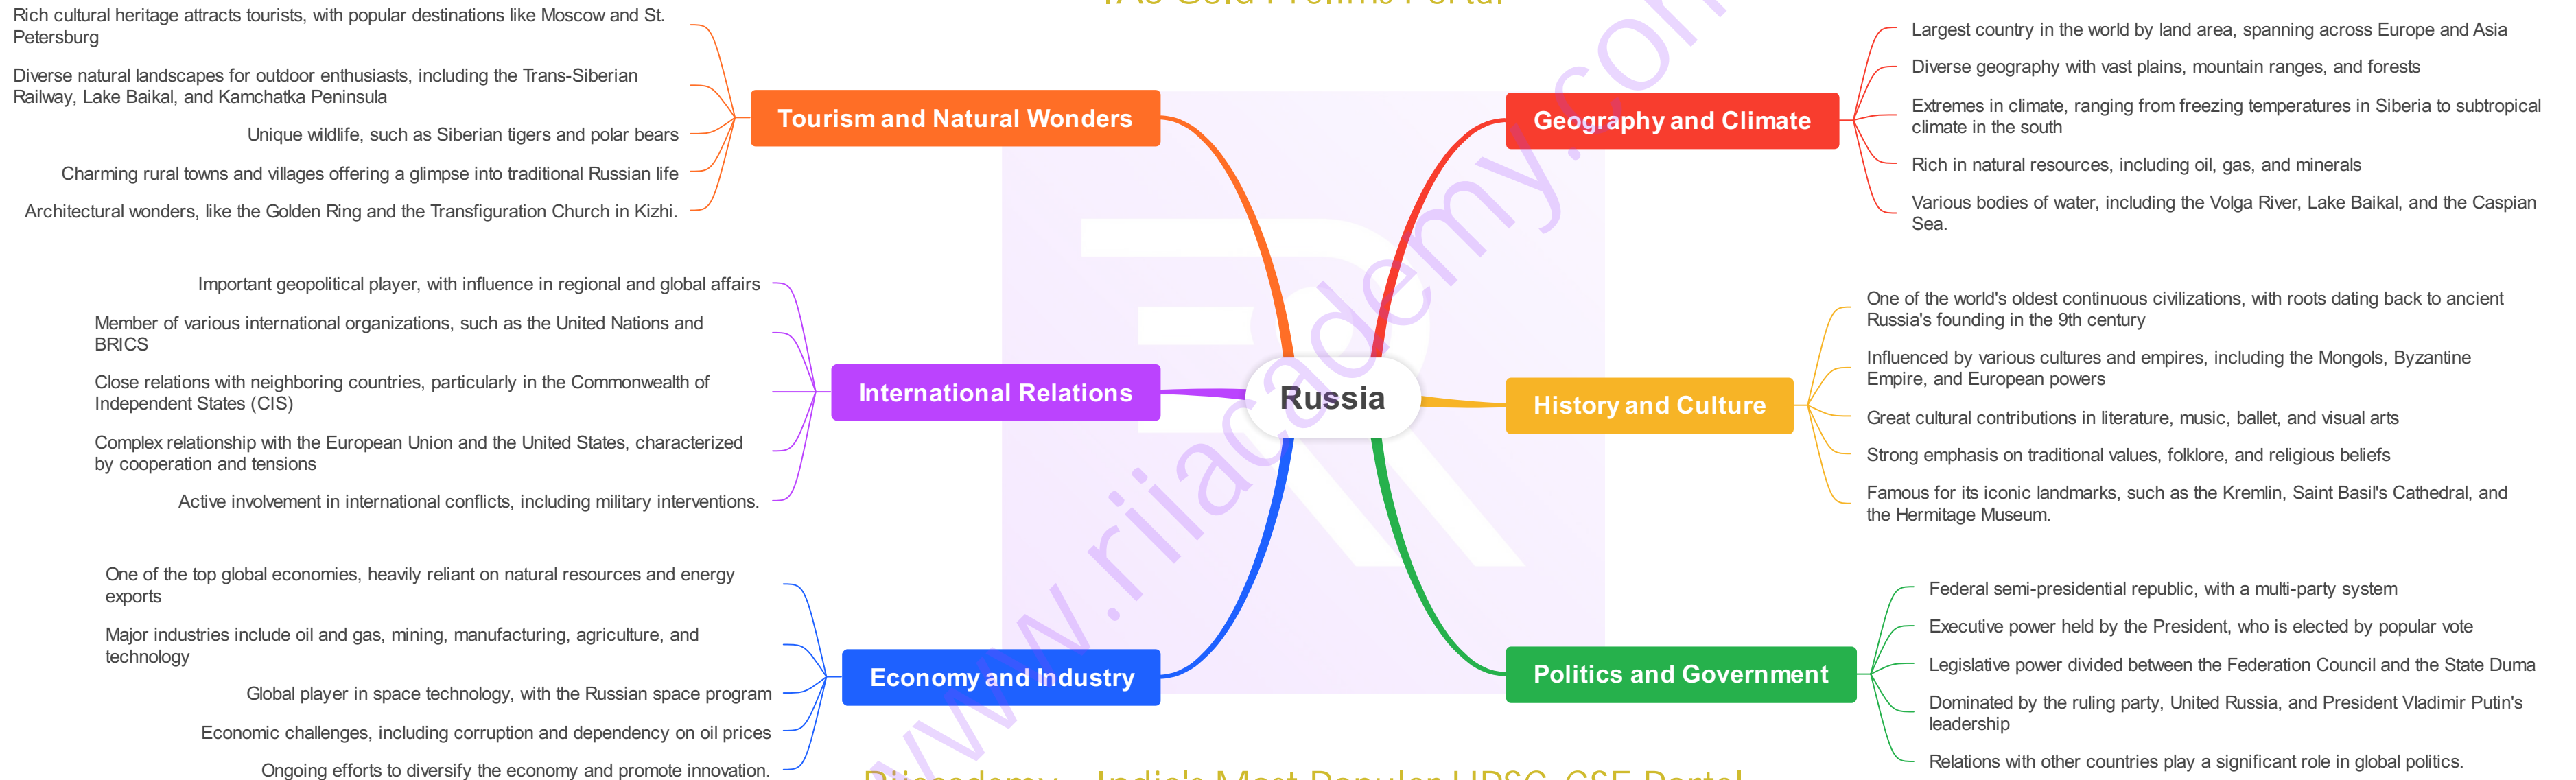 Rich cultural heritage attracts tourists, with popular destinations like Moscow and St.
Petersburg
Diverse natural landscapes for outdoor enthusiasts, including the Trans-Siberian
Railway, Lake Baikal, and Kamchatka Peninsula
Unique wildlife, such as Siberian tigers and polar bears
Charming rural towns and villages offering a glimpse into traditional Russian life
Architectural wonders, like the Golden Ring and the Transfiguration Church in Kizhi.
Tourism and Natural Wonders
Important geopolitical player, with influence in regional and global affairs
Member of various international organizations, such as the United Nations and
BRICS
Close relations with neighboring countries, particularly in the Commonwealth of
Independent States (CIS)
Complex relationship with the European Union and the United States, characterized
by cooperation and tensions
Active involvement in international conflicts, including military interventions.
International Relations
One of the top global economies, heavily reliant on natural resources and energy
exports
Major industries include oil and gas, mining, manufacturing, agriculture, and
technology
Global player in space technology, with the Russian space program
Economic challenges, including corruption and dependency on oil prices
Ongoing efforts to diversify the economy and promote innovation.
Economy and Industry
Russia
Geography and Climate
Largest country in the world by land area, spanning across Europe and Asia
Diverse geography with vast plains, mountain ranges, and forests
Extremes in climate, ranging from freezing temperatures in Siberia to subtropical
climate in the south
Rich in natural resources, including oil, gas, and minerals
Various bodies of water, including the Volga River, Lake Baikal, and the Caspian
Sea.
History and Culture
One of the world's oldest continuous civilizations, with roots dating back to ancient
Russia's founding in the 9th century
Influenced by various cultures and empires, including the Mongols, Byzantine
Empire, and European powers
Great cultural contributions in literature, music, ballet, and visual arts
Strong emphasis on traditional values, folklore, and religious beliefs
Famous for its iconic landmarks, such as the Kremlin, Saint Basil's Cathedral, and
the Hermitage Museum.
Politics and Government
Federal semi-presidential republic, with a multi-party system
Executive power held by the President, who is elected by popular vote
Legislative power divided between the Federation Council and the State Duma
Dominated by the ruling party, United Russia, and President Vladimir Putin's
leadership
Relations with other countries play a significant role in global politics.
www.riiacademy.com
India's Most Popular UPSC CSE Portal